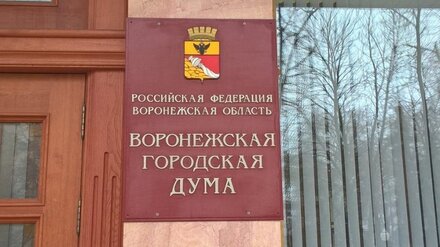 РОССИЙСКАЯ ФЕДЕРАЦИЯ
ВОРОНЕЖСКАЯ ОБЛАСТЬ
ВОРОНЕЖСКАЯ
ГОРОДСКАЯ
ДУМА